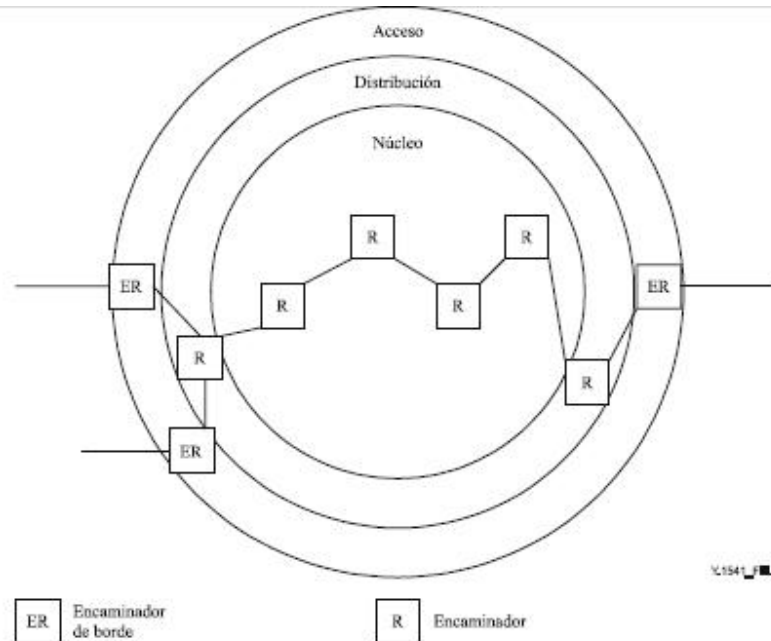 Acceso
Distribución
Núcleo
R
R
ER
ER
R
R
R
R
ER
ER
Encaminador
de borde
R
Encaminador